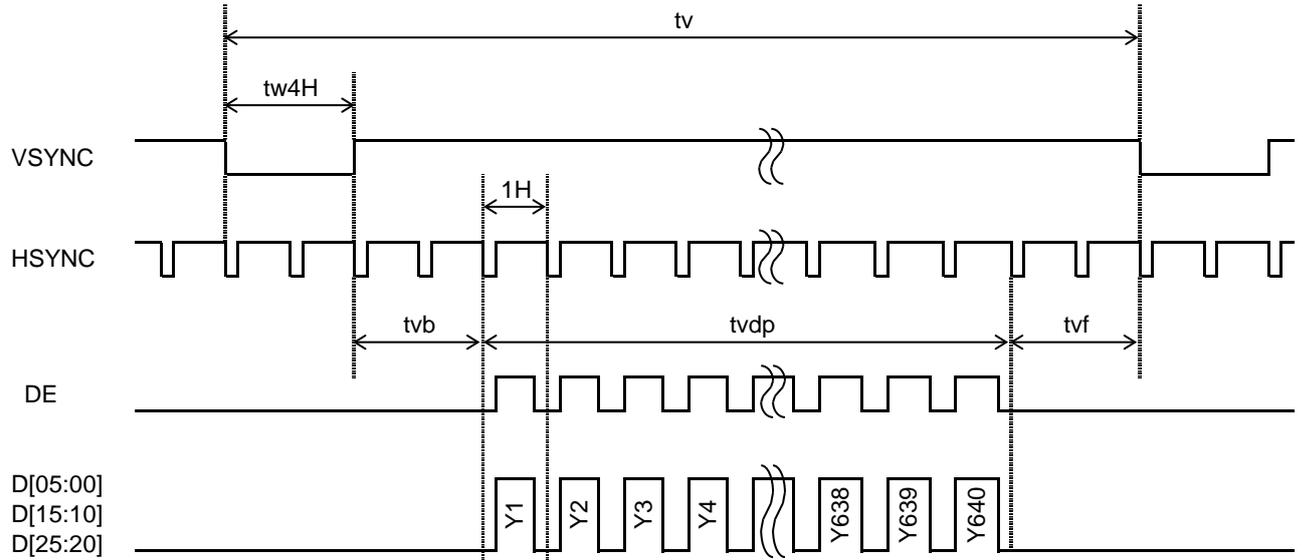 tv
tw4H
VSYNC
1H
HSYNC
tvb
tvdp
tvf
DE
D[05:00]
D[15:10]
D[25:20]
Y1
Y2
Y3
Y4
Y638
Y639
Y640